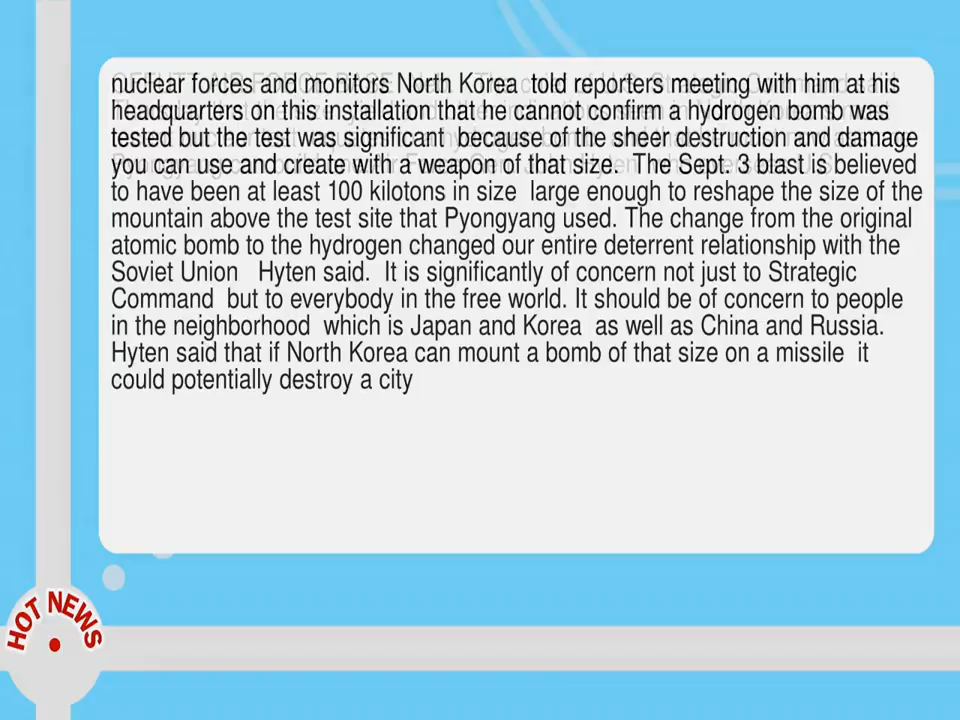 nuclear forces and monitors North Korea told reporters meeting with him at his
headquarters on this installation that he cannot confirm a hydrogen bomb was
tested but the test was significant because of the sheer destruction and damage
you can use and create with a weapon of that size. The Sept. 3 blast is believed
to have been at least 100 kilotons in size large enough to reshape the size of the
mountain above the test site that Pyongyang used. The change from the original
atomic bomb to the hydrogen changed our entire deterrent relationship with the
Soviet Union Hyten said. It is significantly of concern not just to Strategic
Command but to everybody in the free world. It should be of concern to people
in the neighborhood which is Japan and Korea as well as China and Russia.
Hyten said that if North Korea can mount a bomb of that size on a missile it
could potentially destroy a city
HOT NEWS